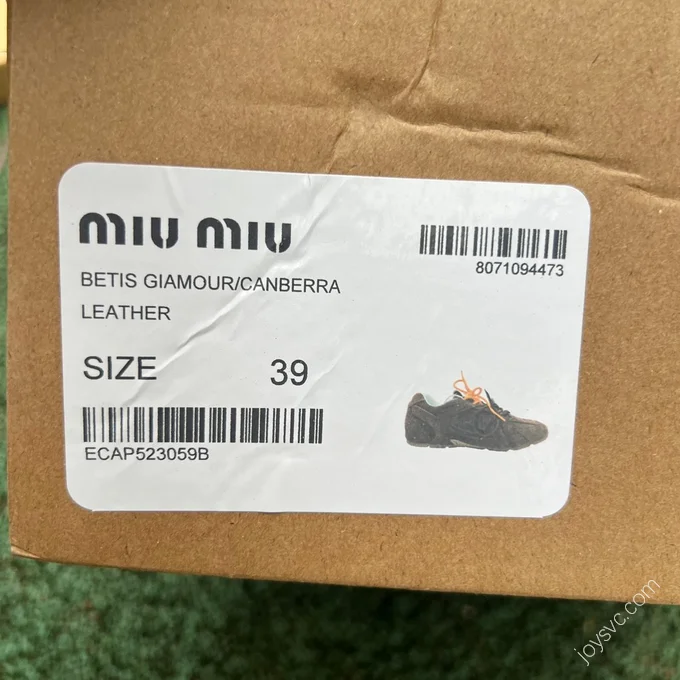 miu miu
8071094473
BETIS GIAMOUR/CANBERRA
LEATHER
SIZE 39
ECAP523059B
joysvc.com